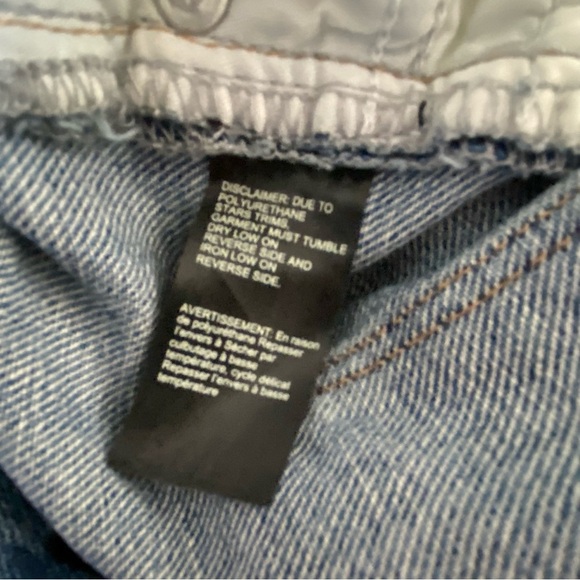 DISCLAIMER: DUE TO
POLYURETHANE
STARS TRIMS,
GARMENT MUST TUMBLE
DRY LOW ON
REVERSE SIDE AND
IRON LOW ON
REVERSE SIDE.
AVERTISSEMENT: En raison
de polyuréthane Repasser
l'envers à Sécher par
culbutage à basse
température, cycle délicat
Repasser l'envers à basse
température